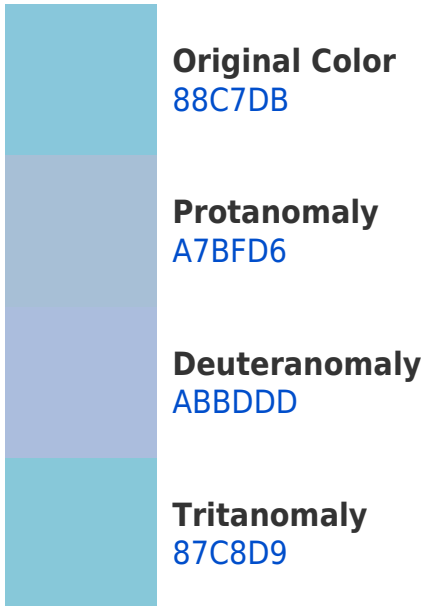 Original Color
88C7DB
Protanomaly
A7BFD6
Deuteranomaly
ABBDDD
Tritanomaly
87C8D9